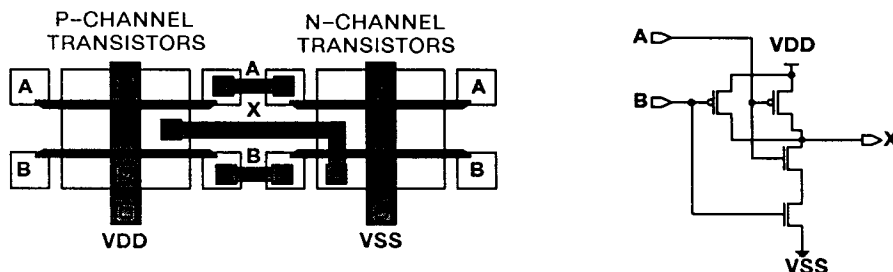 P-CHANNEL
TRANSISTORS
N-CHANNEL
TRANSISTORS
A
A
A
X
B
B
B
VDD
VSS
A
VDD
B
X
VSS